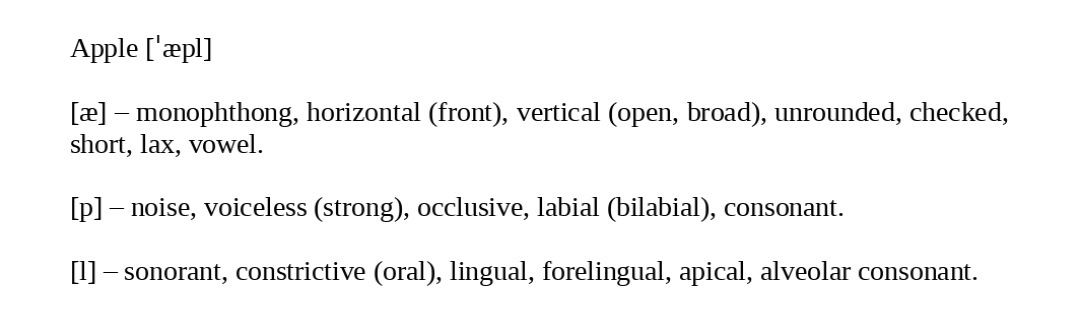 Apple [ˈæpl]
[æ] – monophthong, horizontal (front), vertical (open, broad), unrounded, checked,
short, lax, vowel.
[p] – noise, voiceless (strong), occlusive, labial (bilabial), consonant.
[l] – sonorant, constrictive (oral), lingual, forelingual, apical, alveolar consonant.